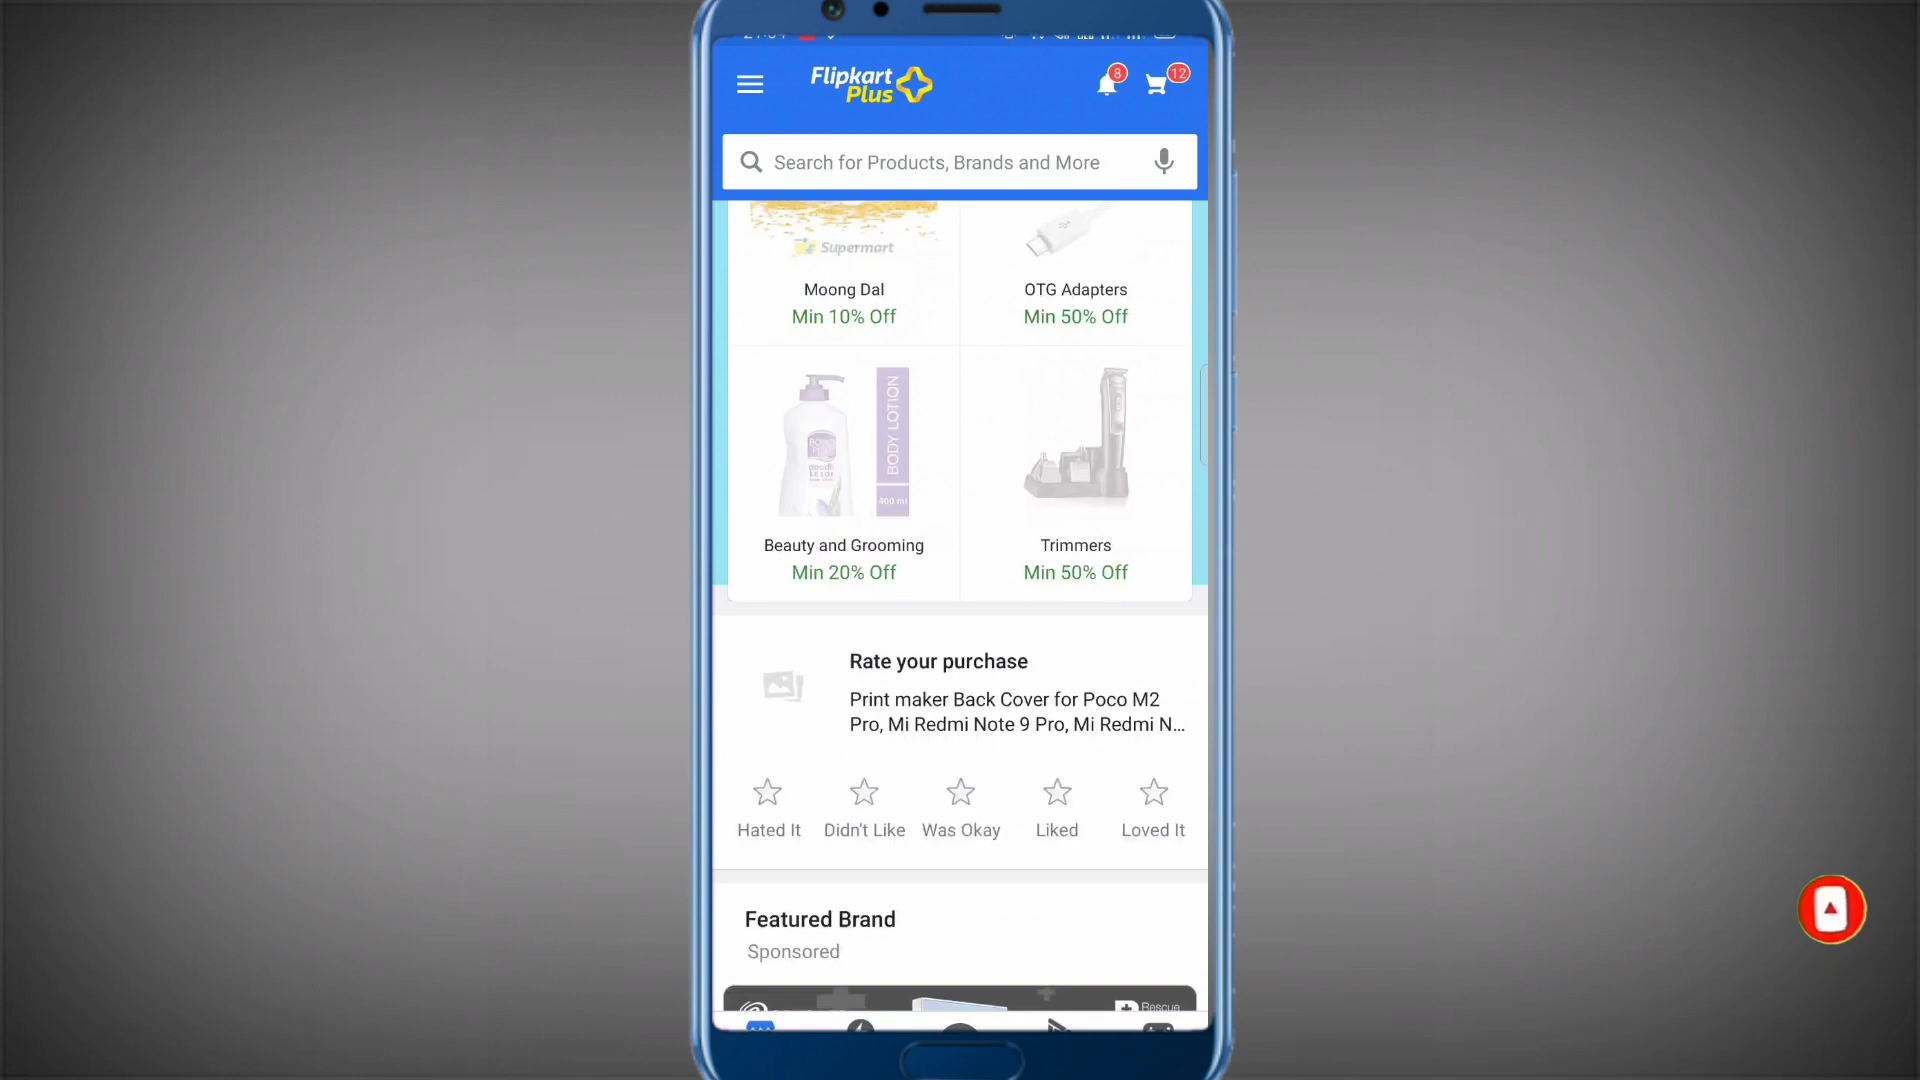 Flipkart
Plus
8
12
Search for Products, Brands and More
Supermart
Moong Dal
Min 10% Off
OTG Adapters
Min 50% Off
BODY LOTION
400 ml
Beauty and Grooming
Min 20% Off
Trimmers
Min 50% Off
Rate your purchase
Print maker Back Cover for Poco M2
Pro, Mi Redmi Note 9 Pro, Mi Redmi N...
Hated It
Didn't Like
Was Okay
Liked
Loved It
Featured Brand
Sponsored
Rescue